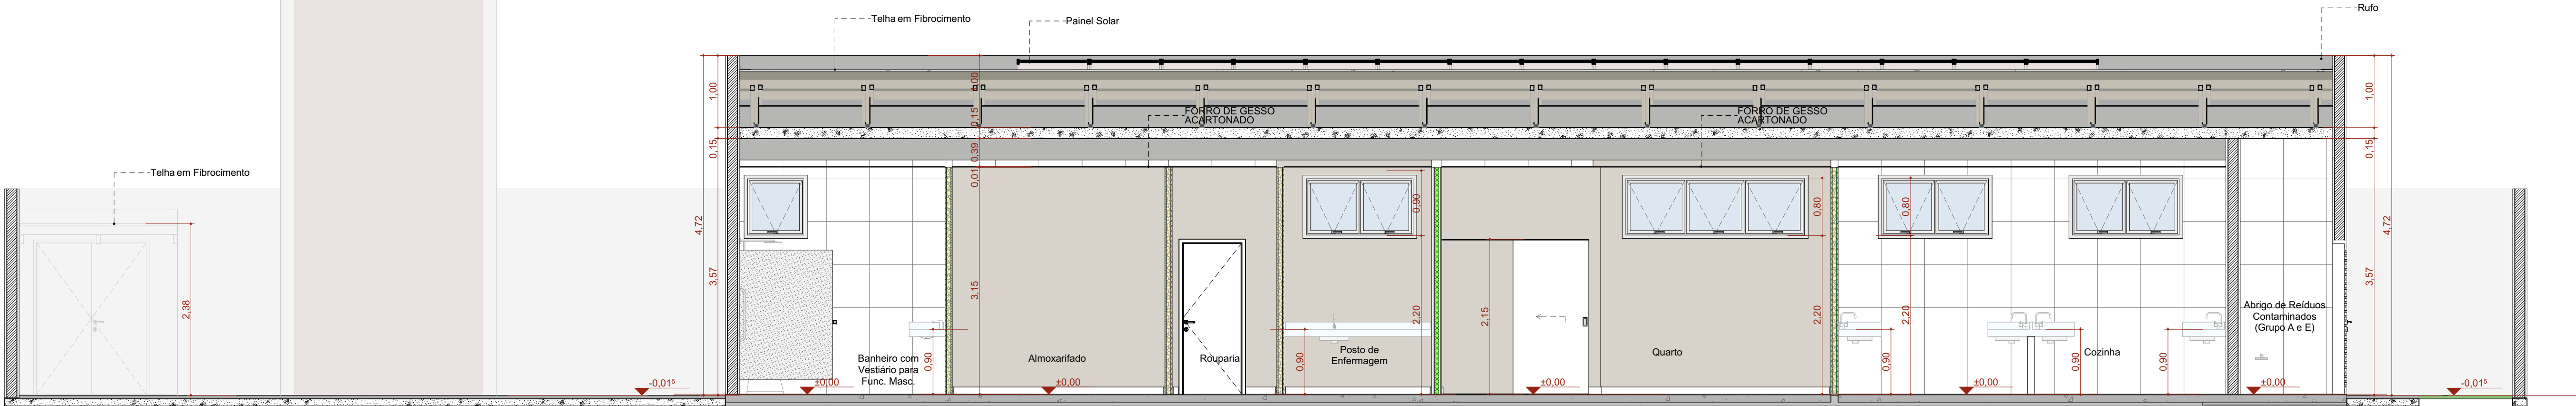 Rufo
Telha em Fibrocimento
Painel Solar
1,00
1,00
1,00
FORRO DE GESSO
ACARTONADO
FORRO DE GESSO
ACARTONADO
0,15
0,15
0,15
0,39
0,01
Telha em Fibrocimento
0,90
0,80
0,80
4,72
4,72
3,57
3,57
2,38
3,15
2,20
2,15
2,20
2,20
Abrigo de Reíduos
Contaminados
(Grupo A e E)
Banheiro com
Vestiário para
Func. Masc.
0,90
Almoxarifado
Rouparia
0,90
Posto de
Enfermagem
Quarto
0,90
0,90
Cozinha
0,90
-0,01⁵
±0,00
±0,00
±0,00
±0,00
±0,00
-0,01⁵